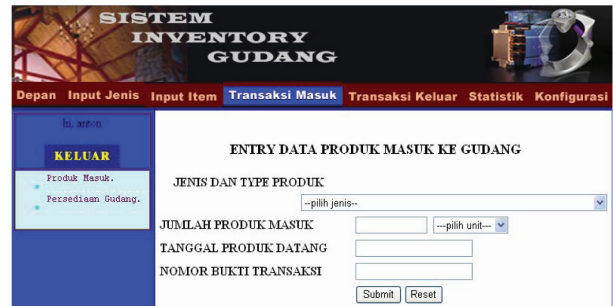 SISTEM
INVENTORY
GUDANG
Depan Input Jenis Input Item Transaksi Masuk Transaksi Keluar Statistik Konfigurasi
hi, anton
KELUAR
Produk Masuk.
Persediaan Gudang.
ENTRY DATA PRODUK MASUK KE GUDANG
JENIS DAN TYPE PRODUK
--pilih jenis--
JUMLAH PRODUK MASUK
---pilih unit---
TANGGAL PRODUK DATANG
NOMOR BUKTI TRANSAKSI
Submit Reset